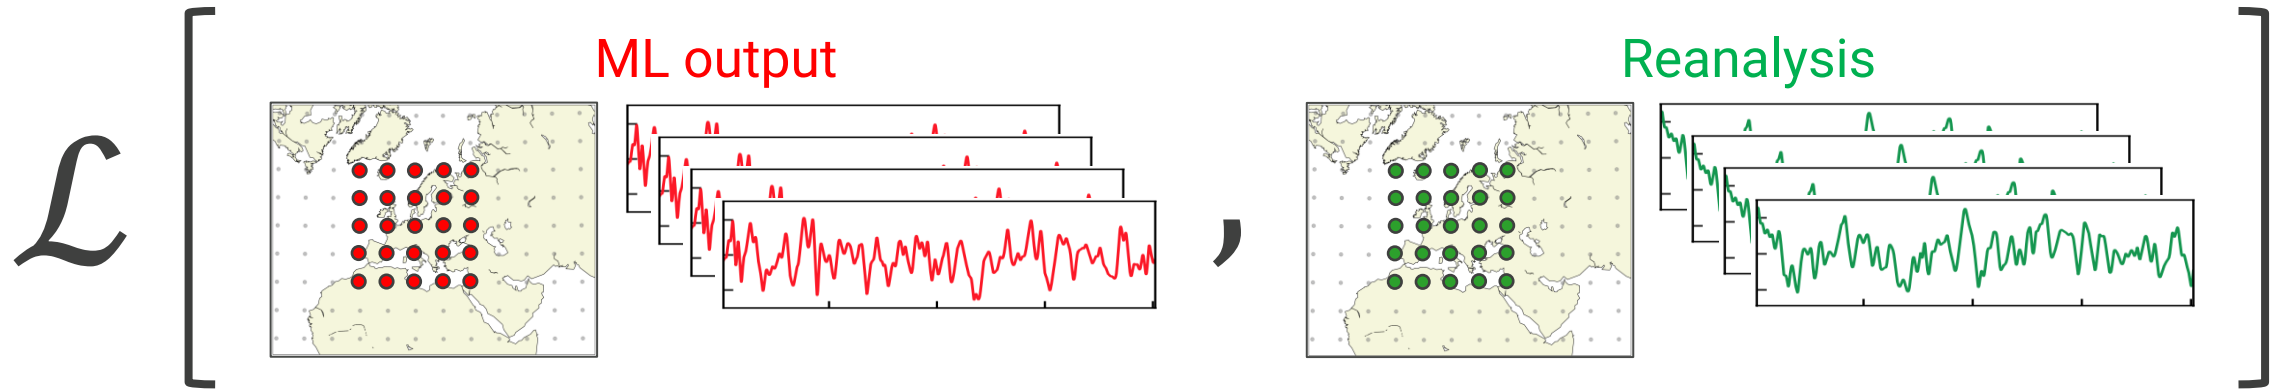 ℒ [ ML output , Reanalysis ]